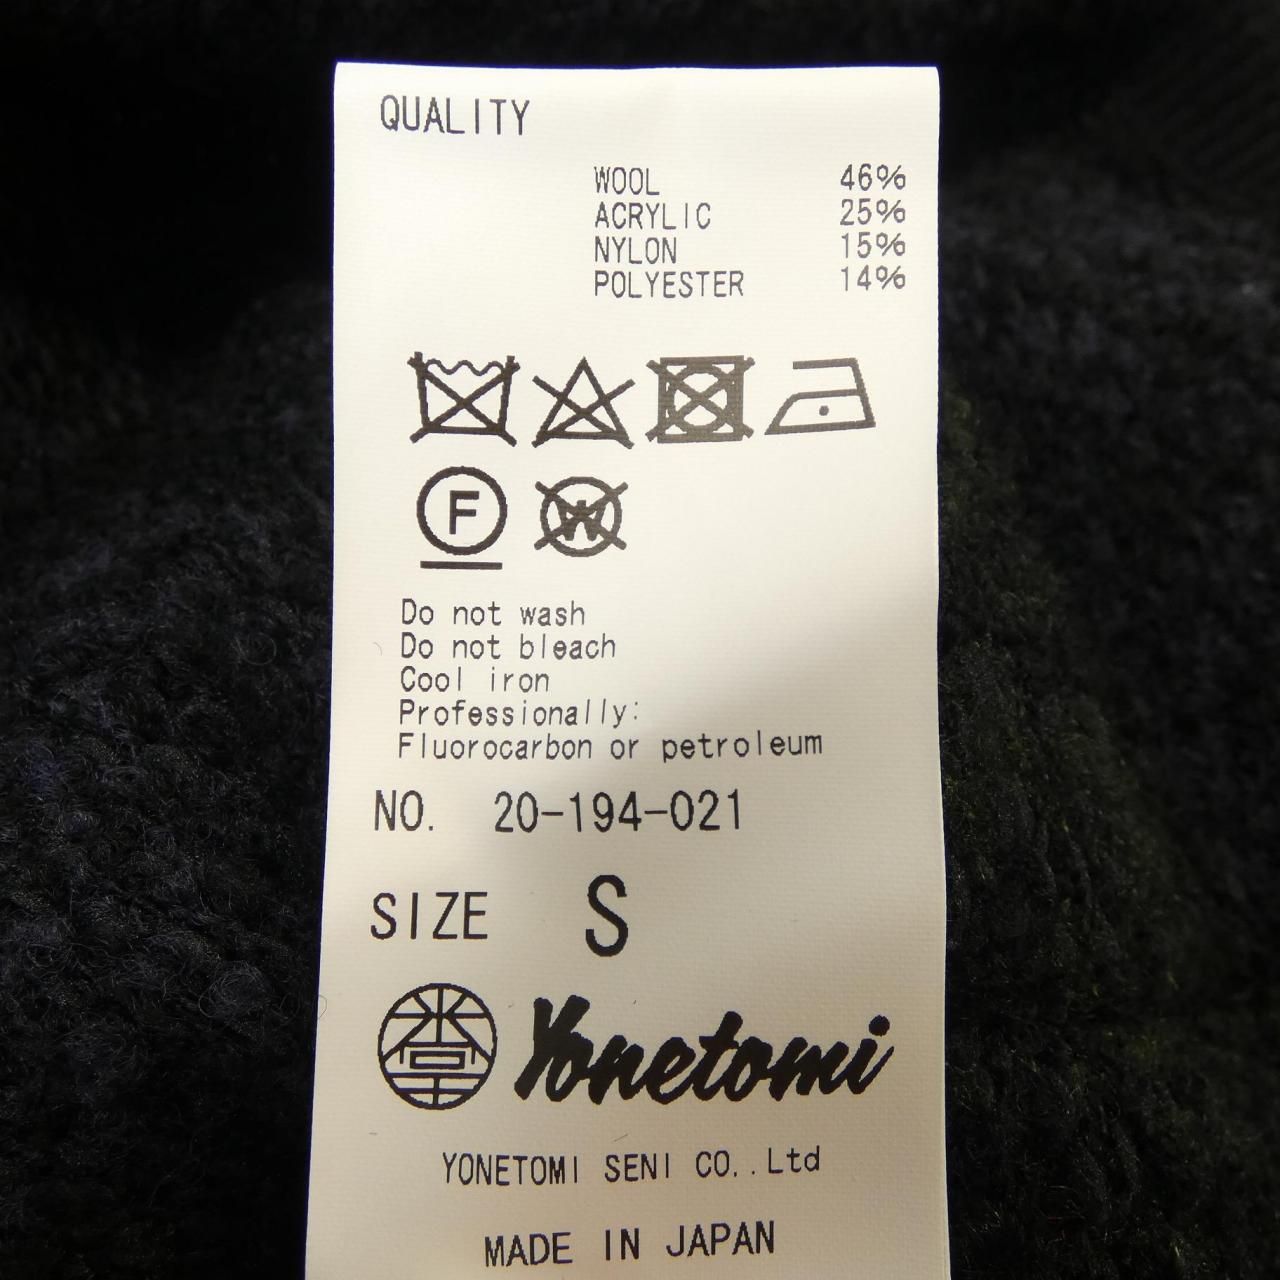 QUALITY
WOOL 46%
ACRYLIC 25%
NYLON 15%
POLYESTER 14%
F
W
Do not wash
Do not bleach
Cool iron
Professionally:
Fluorocarbon or petroleum
NO. 20-194-021
SIZE S
Yonetomi
YONETOMI SENI CO,.Ltd
MADE IN JAPAN